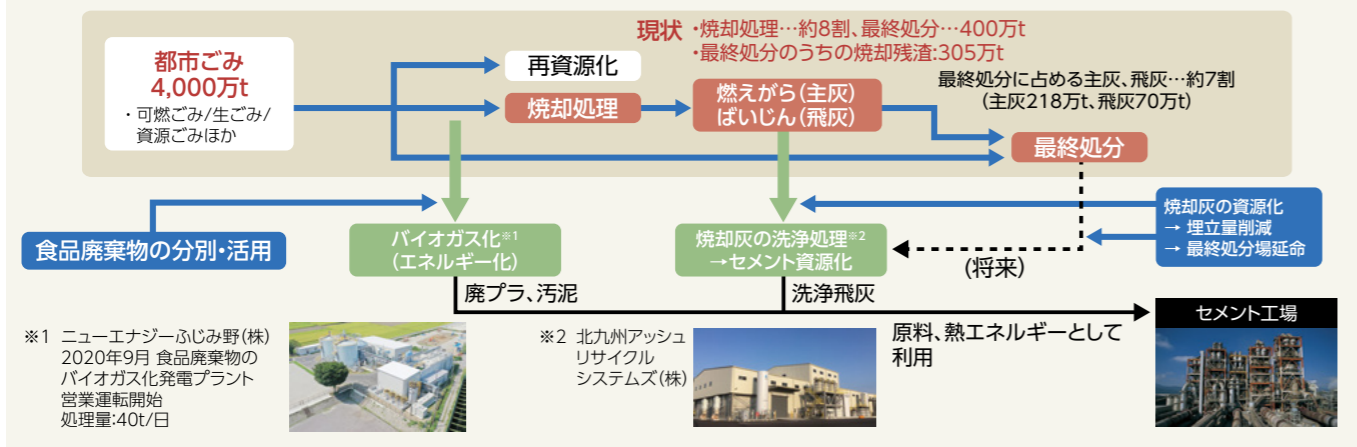 現状 ・焼却処理…約8割、最終処分…400万t
・最終処分のうちの焼却残渣:305万t
都市ごみ
4,000万t
・可燃ごみ/生ごみ/
資源ごみほか
再資源化
焼却処理
燃えがら(主灰)
ばいじん(飛灰)
最終処分に占める主灰、飛灰…約7割
(主灰218万t、飛灰70万t)
最終処分
食品廃棄物の分別・活用
バイオガス化※1
(エネルギー化)
焼却灰の洗浄処理※2
→セメント資源化
(将来)
焼却灰の資源化
→ 埋立量削減
→ 最終処分場延命
廃プラ、汚泥
洗浄飛灰
原料、熱エネルギーとして
利用
セメント工場
※1 ニューエナジーふじみ野(株)
2020年9月 食品廃棄物の
バイオガス化発電プラント
営業運転開始
処理量:40t/日
※2 北九州アッシュ
リサイクル
システムズ(株)